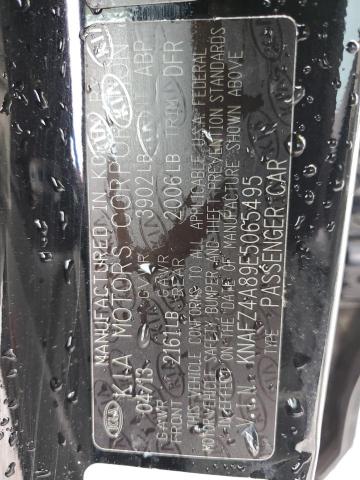 MANUFACTURED IN KOREA
KIA MOTORS CORPORATION
04/13 GVWR 3902LB ABP
GAWR GAWR
FRONT 2161LB REAR 2006LB TRIM DFR
THIS VEHICLE CONFORMS TO ALL APPLICABLE U.S.A FEDERAL
MOTOR VEHICLE SAFETY, BUMPER AND THEFT PREVENTION STANDARDS
IN EFFECT ON THE DATE OF MANUFACTURE SHOWN ABOVE
V.I.N KNAFZ4A89E5065495
TYPE PASSENGER CAR